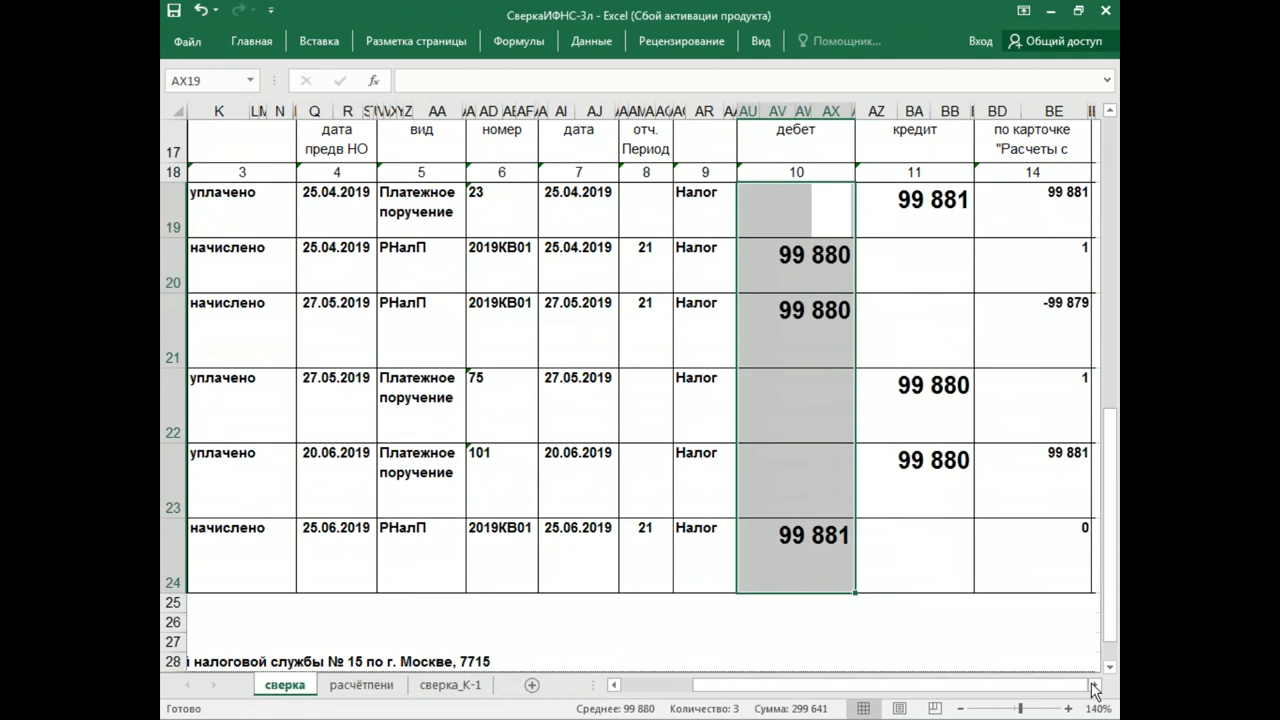 СверкаИФНС-3л - Excel (Сбой активации продукта)
Файл Главная Вставка Разметка страницы Формулы Данные Рецензирование Вид Помощник... Вход Общий доступ
AX19 fx
K N Q R AA AD AI AJ AR AU AV AX AZ BA BB BD BE
дата вид номер дата отч. дебет кредит по карточке
17 предв НО Период "Расчеты с
18 3 4 5 6 7 8 9 10 11 14
уплачено 25.04.2019 Платежное 23 25.04.2019 Налог 99 881 99 881
поручение
19
начислено 25.04.2019 РНалП 2019КВ01 25.04.2019 21 Налог 99 880 1
20
начислено 27.05.2019 РНалП 2019КВ01 27.05.2019 21 Налог 99 880 -99 879
21
уплачено 27.05.2019 Платежное 75 27.05.2019 Налог 99 880 1
поручение
22
уплачено 20.06.2019 Платежное 101 20.06.2019 Налог 99 880 99 881
поручение
23
начислено 25.06.2019 РНалП 2019КВ01 25.06.2019 21 Налог 99 881 0
24
25
26
27
28 й налоговой службы № 15 по г. Москве, 7715
сверка расчётпени сверка_К-1
Готово Среднее: 99 880 Количество: 3 Сумма: 299 641 140%